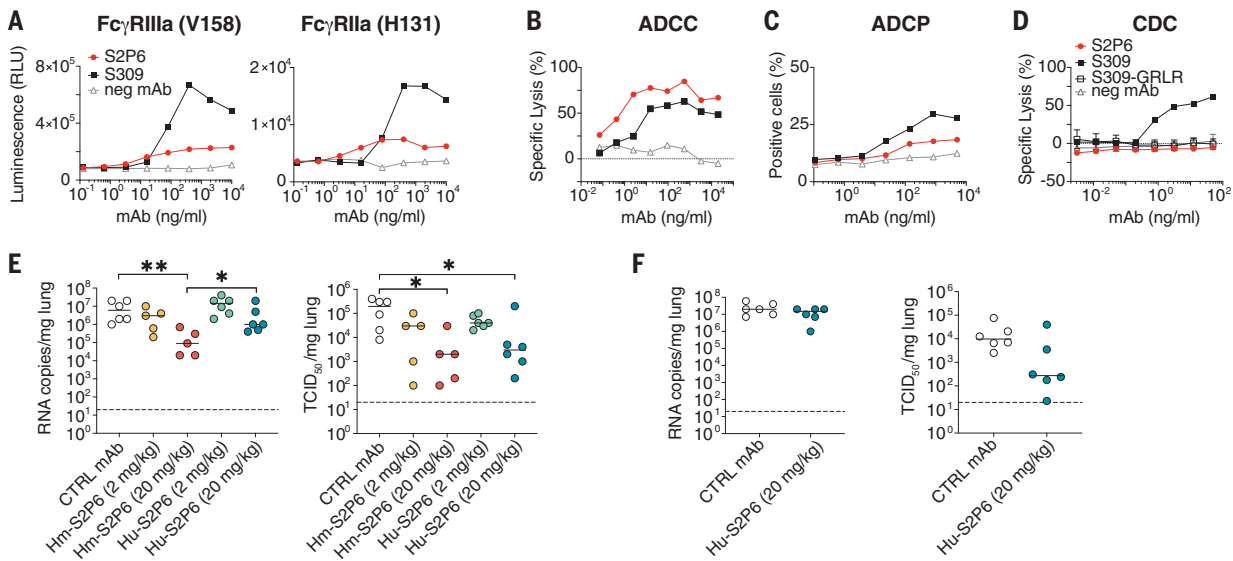 A
FcγRIIIa (V158)
FcγRIIa (H131)
Luminescence (RLU)
8×10⁵
4×10⁵
0
S2P6
S309
neg mAb
10⁻¹ 10⁰ 10¹ 10² 10³ 10⁴
2×10⁴
1×10⁴
0
10⁻¹ 10⁰ 10¹ 10² 10³ 10⁴
mAb (ng/ml)
mAb (ng/ml)
B
ADCC
Specific Lysis (%)
100
50
0
10⁻² 10⁰ 10² 10⁴
mAb (ng/ml)
C
ADCP
Positive cells (%)
50
25
0
10⁻¹ 10¹ 10³ 10⁴
mAb (ng/ml)
D
CDC
S2P6
S309
S309-GRLR
neg mAb
Specific Lysis (%)
100
50
0
-50
10⁻² 10⁰ 10²
mAb (ng/ml)
E
RNA copies/mg lung
10⁸
10⁷
10⁶
10⁵
10⁴
10³
10²
10¹
10⁰
**
*
CTRL mAb
Hm-S2P6 (2 mg/kg)
Hm-S2P6 (20 mg/kg)
Hu-S2P6 (2 mg/kg)
Hu-S2P6 (20 mg/kg)
TCID₅₀/mg lung
10⁶
10⁵
10⁴
10³
10²
10¹
10⁰
*
*
CTRL mAb
Hm-S2P6 (2 mg/kg)
Hm-S2P6 (20 mg/kg)
Hu-S2P6 (2 mg/kg)
Hu-S2P6 (20 mg/kg)
F
RNA copies/mg lung
10⁸
10⁷
10⁶
10⁵
10⁴
10³
10²
10¹
10⁰
CTRL mAb
Hu-S2P6 (20 mg/kg)
TCID₅₀/mg lung
10⁶
10⁵
10⁴
10³
10²
10¹
10⁰
CTRL mAb
Hu-S2P6 (20 mg/kg)